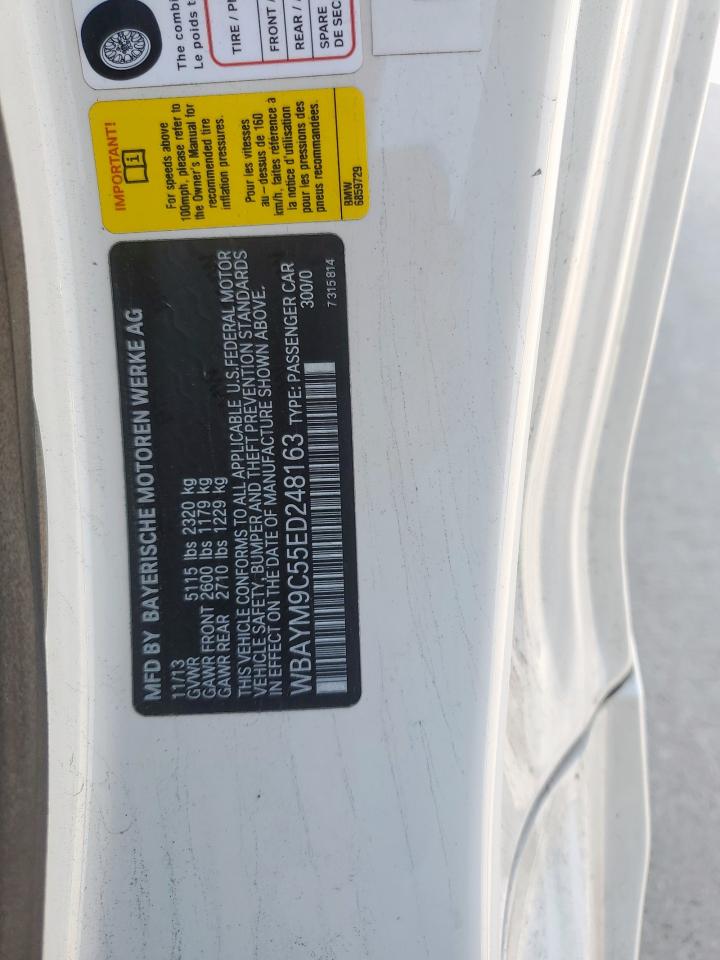 The combi
Le poids t
TIRE / P
FRONT /
REAR / A
SPARE
DE SEC
IMPORTANT!
For speeds above
100mph, please refer to
the Owner's Manual for
recommended tire
inflation pressures.
Pour les vitesses
au-dessus de 160
km/h, faites référence à
la notice d'utilisation
pour les pressions des
pneus recommandées.
BMW
6859729
MFD BY BAYERISCHE MOTOREN WERKE AG
11/13
GVWR 5115 lbs 2320 kg
GAWR FRONT 2600 lbs 1179 kg
GAWR REAR 2710 lbs 1229 kg
THIS VEHICLE CONFORMS TO ALL APPLICABLE U.S.FEDERAL MOTOR
VEHICLE SAFETY, BUMPER AND THEFT PREVENTION STANDARDS
IN EFFECT ON THE DATE OF MANUFACTURE SHOWN ABOVE.
WBAYM9C55ED248163 TYPE: PASSENGER CAR
300/0
7315814